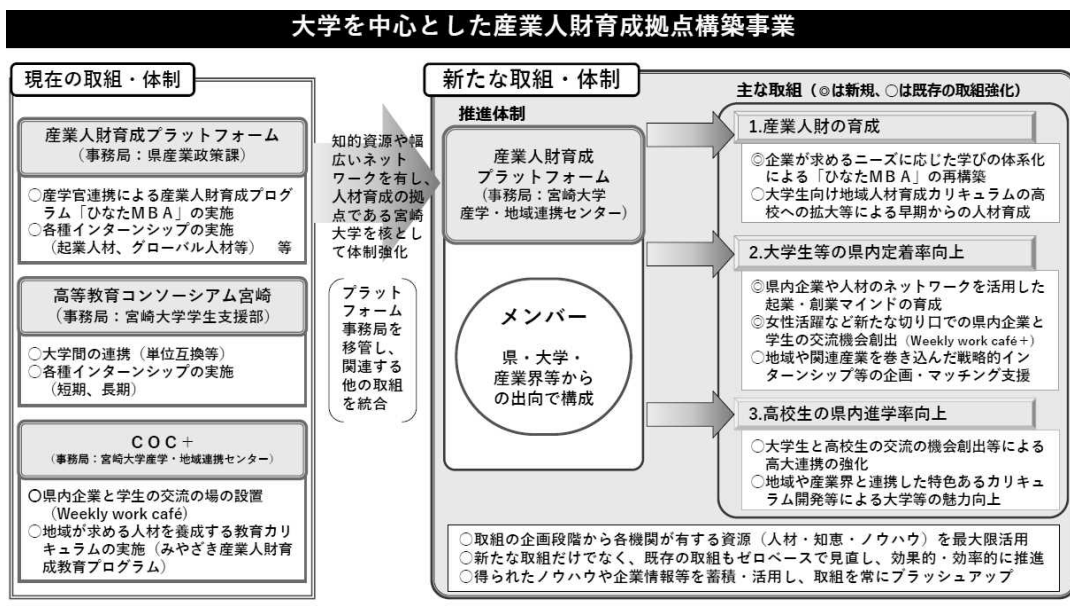 大学を中心とした産業人財育成拠点構築事業
現在の取組・体制
産業人財育成プラットフォーム
（事務局：県産業政策課）
○産学官連携による産業人財育成プログ
ラム「ひなたＭＢＡ」の実施
○各種インターンシップの実施
（起業人材、グローバル人材等）　等
高等教育コンソーシアム宮崎
（事務局：宮崎大学学生支援部）
○大学間の連携（単位互換等）
○各種インターンシップの実施
（短期、長期）
ＣＯＣ＋
（事務局：宮崎大学産学・地域連携センター）
○県内企業と学生の交流の場の設置
（Weekly work café）
○地域が求める人材を養成する教育カリ
キュラムの実施（みやざき産業人財育
成教育プログラム）
知的資源や幅
広いネット
ワークを有し、
人材育成の拠
点である宮崎
大学を核とし
て体制強化
プラット
フォーム
事務局を
移管し、
関連する
他の取組
を統合
新たな取組・体制
推進体制
産業人財育成
プラットフォーム
（事務局：宮崎大学
産学・地域連携センター）
メンバー
県・大学・
産業界等から
の出向で構成
主な取組（◎は新規、○は既存の取組強化）
1.産業人財の育成
◎企業が求めるニーズに応じた学びの体系化
による「ひなたＭＢＡ」の再構築
○大学生向け地域人材育成カリキュラムの高
校への拡大等による早期からの人材育成
2.大学生等の県内定着率向上
◎県内企業や人材のネットワークを活用した
起業・創業マインドの育成
◎女性活躍など新たな切り口での県内企業と
学生の交流機会創出（Weekly work café＋）
○地域や関連産業を巻き込んだ戦略的イン
ターンシップ等の企画・マッチング支援
3.高校生の県内進学率向上
○大学生と高校生の交流の機会創出等による
高大連携の強化
○地域や産業界と連携した特色あるカリキュ
ラム開発等による大学等の魅力向上
○取組の企画段階から各機関が有する資源（人材・知恵・ノウハウ）を最大限活用
○新たな取組だけでなく、既存の取組もゼロベースで見直し、効果的・効率的に推進
○得られたノウハウや企業情報等を蓄積・活用し、取組を常にブラッシュアップ